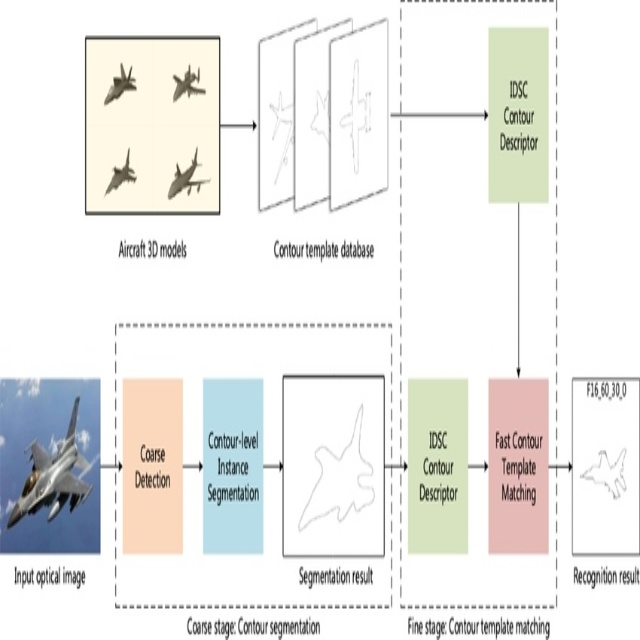 IDSC
Contour
Descriptor
Aircraft 3D models
Contour template database
F16_60_30_0
Coarse
Detection
Contour-level
Instance
Segmentation
IDSC
Contour
Descriptor
Fast Contour
Template
Matching
Input optical image
Segmentation result
Recognition result
Coarse stage: Contour segmentation
Fine stage: Contour template matching